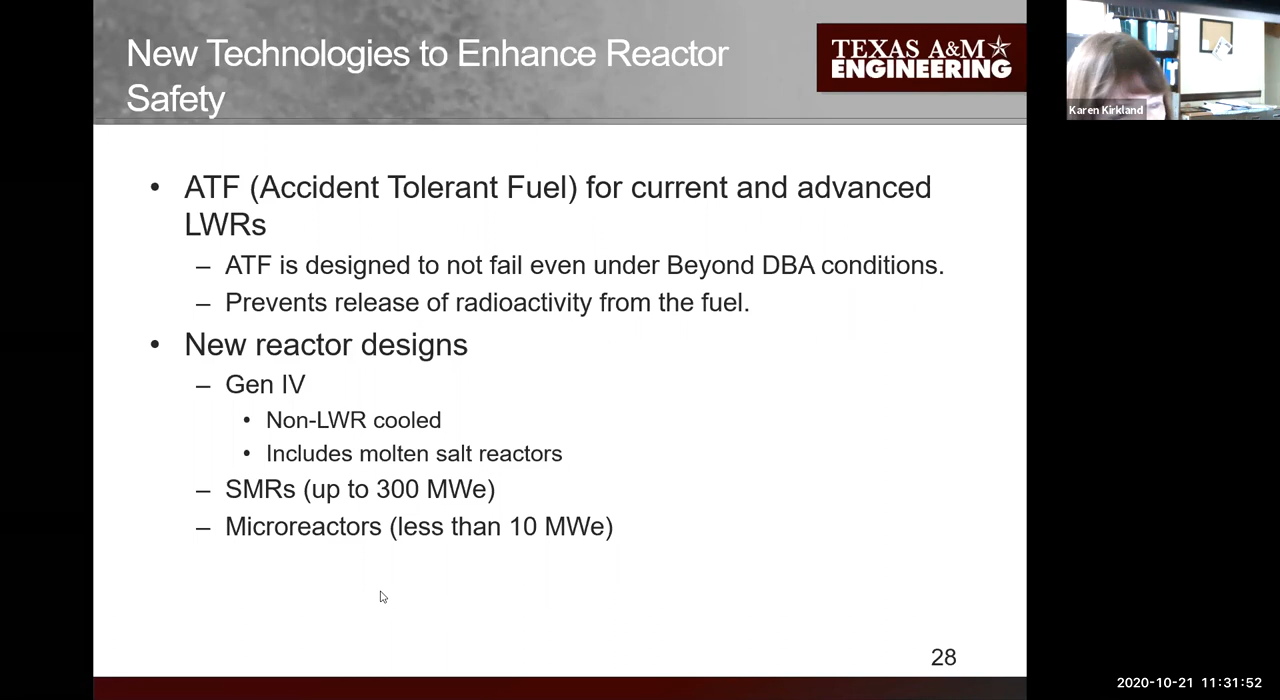 New Technologies to Enhance Reactor
Safety
TEXAS A&M
ENGINEERING
Karen Kirkland
• ATF (Accident Tolerant Fuel) for current and advanced
LWRs
– ATF is designed to not fail even under Beyond DBA conditions.
– Prevents release of radioactivity from the fuel.
• New reactor designs
– Gen IV
• Non-LWR cooled
• Includes molten salt reactors
– SMRs (up to 300 MWe)
– Microreactors (less than 10 MWe)
28
2020-10-21 11:31:52